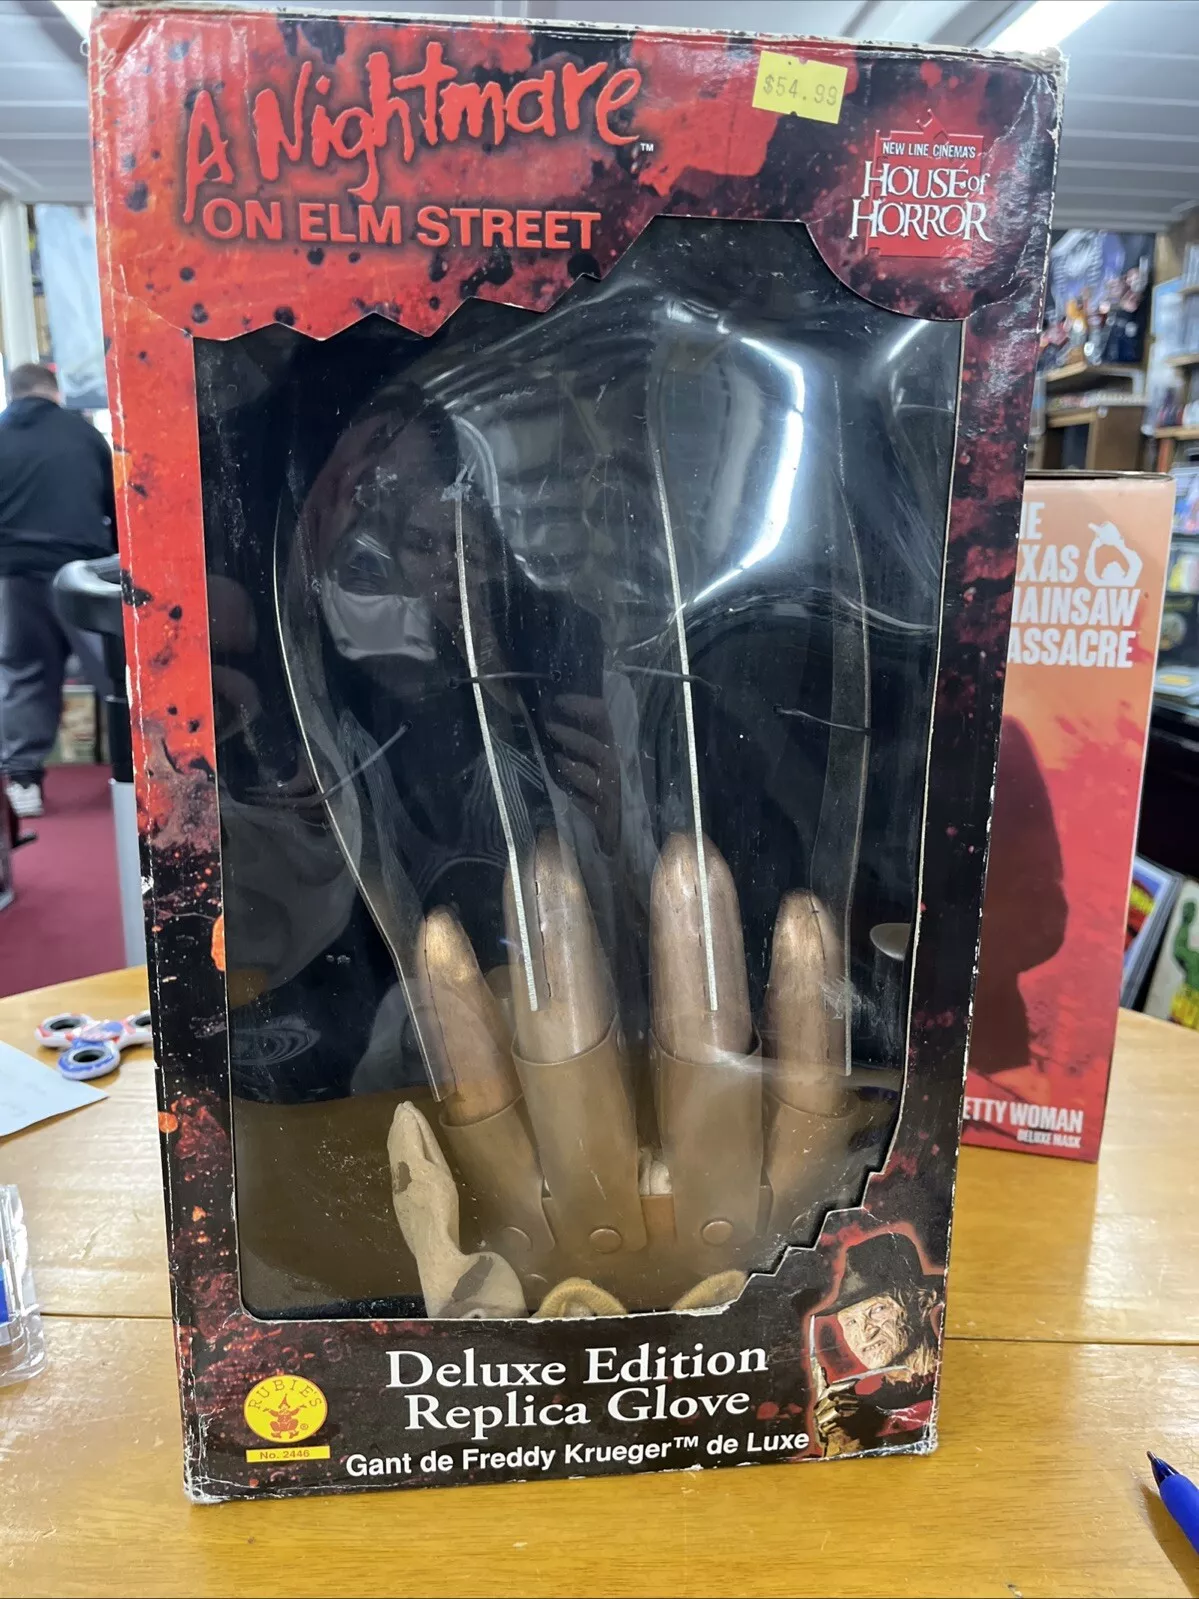 $54.99
A Nightmare™
ON ELM STREET
NEW LINE CINEMA'S
HOUSE of
HORROR
XAS
AINSAW
ASSACRE
ETTY WOMAN
DELUXE MASK
Deluxe Edition
Replica Glove
Gant de Freddy Krueger™ de Luxe
RUBIE'S
®
No. 2446